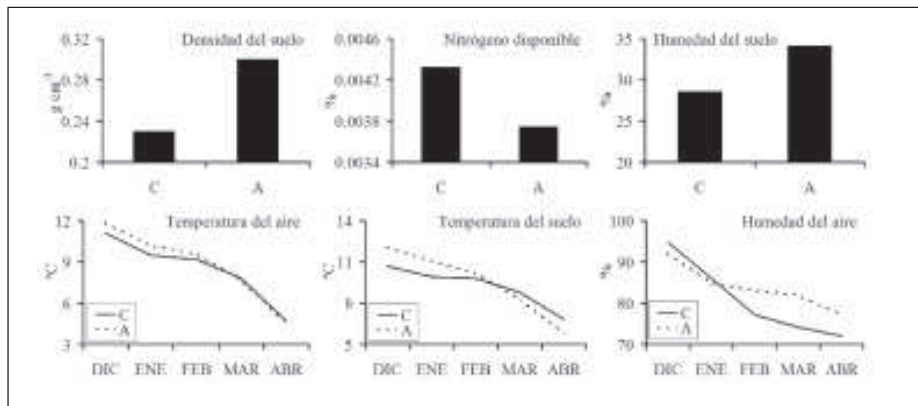 Densidad del suelo
g cm⁻³
0.32
0.28
0.24
0.2
C A
Nitrógeno disponible
%
0.0046
0.0042
0.0038
0.0034
C A
Humedad del suelo
%
35
30
25
20
C A
Temperatura del aire
°C
12
9
6
3
C
A
DIC ENE FEB MAR ABR
Temperatura del suelo
°C
14
11
8
5
C
A
DIC ENE FEB MAR ABR
Humedad del aire
%
100
90
80
70
C
A
DIC ENE FEB MAR ABR